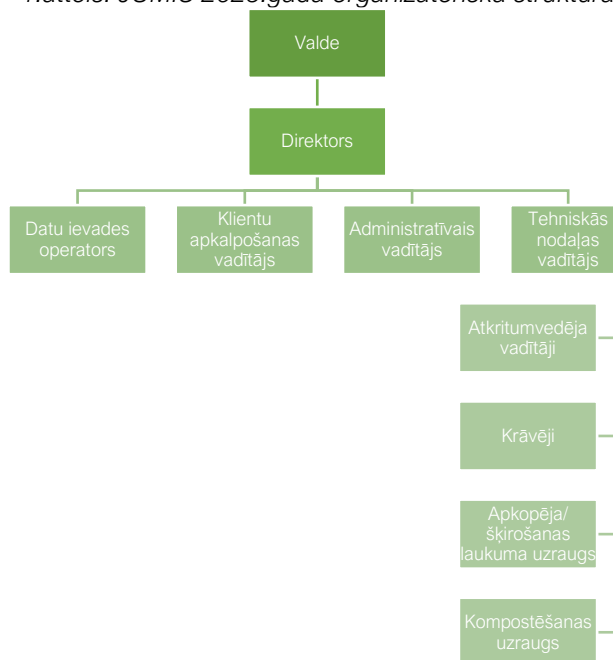 Valde
Direktors
Datu ievades
operators
Klientu
apkalpošanas
vadītājs
Administratīvais
vadītājs
Tehniskās
nodaļas
vadītājs
Atkritumvedēja
vadītāji
Krāvēji
Apkopēja/
šķirošanas
laukuma uzraugs
Kompostēšanas
uzraugs